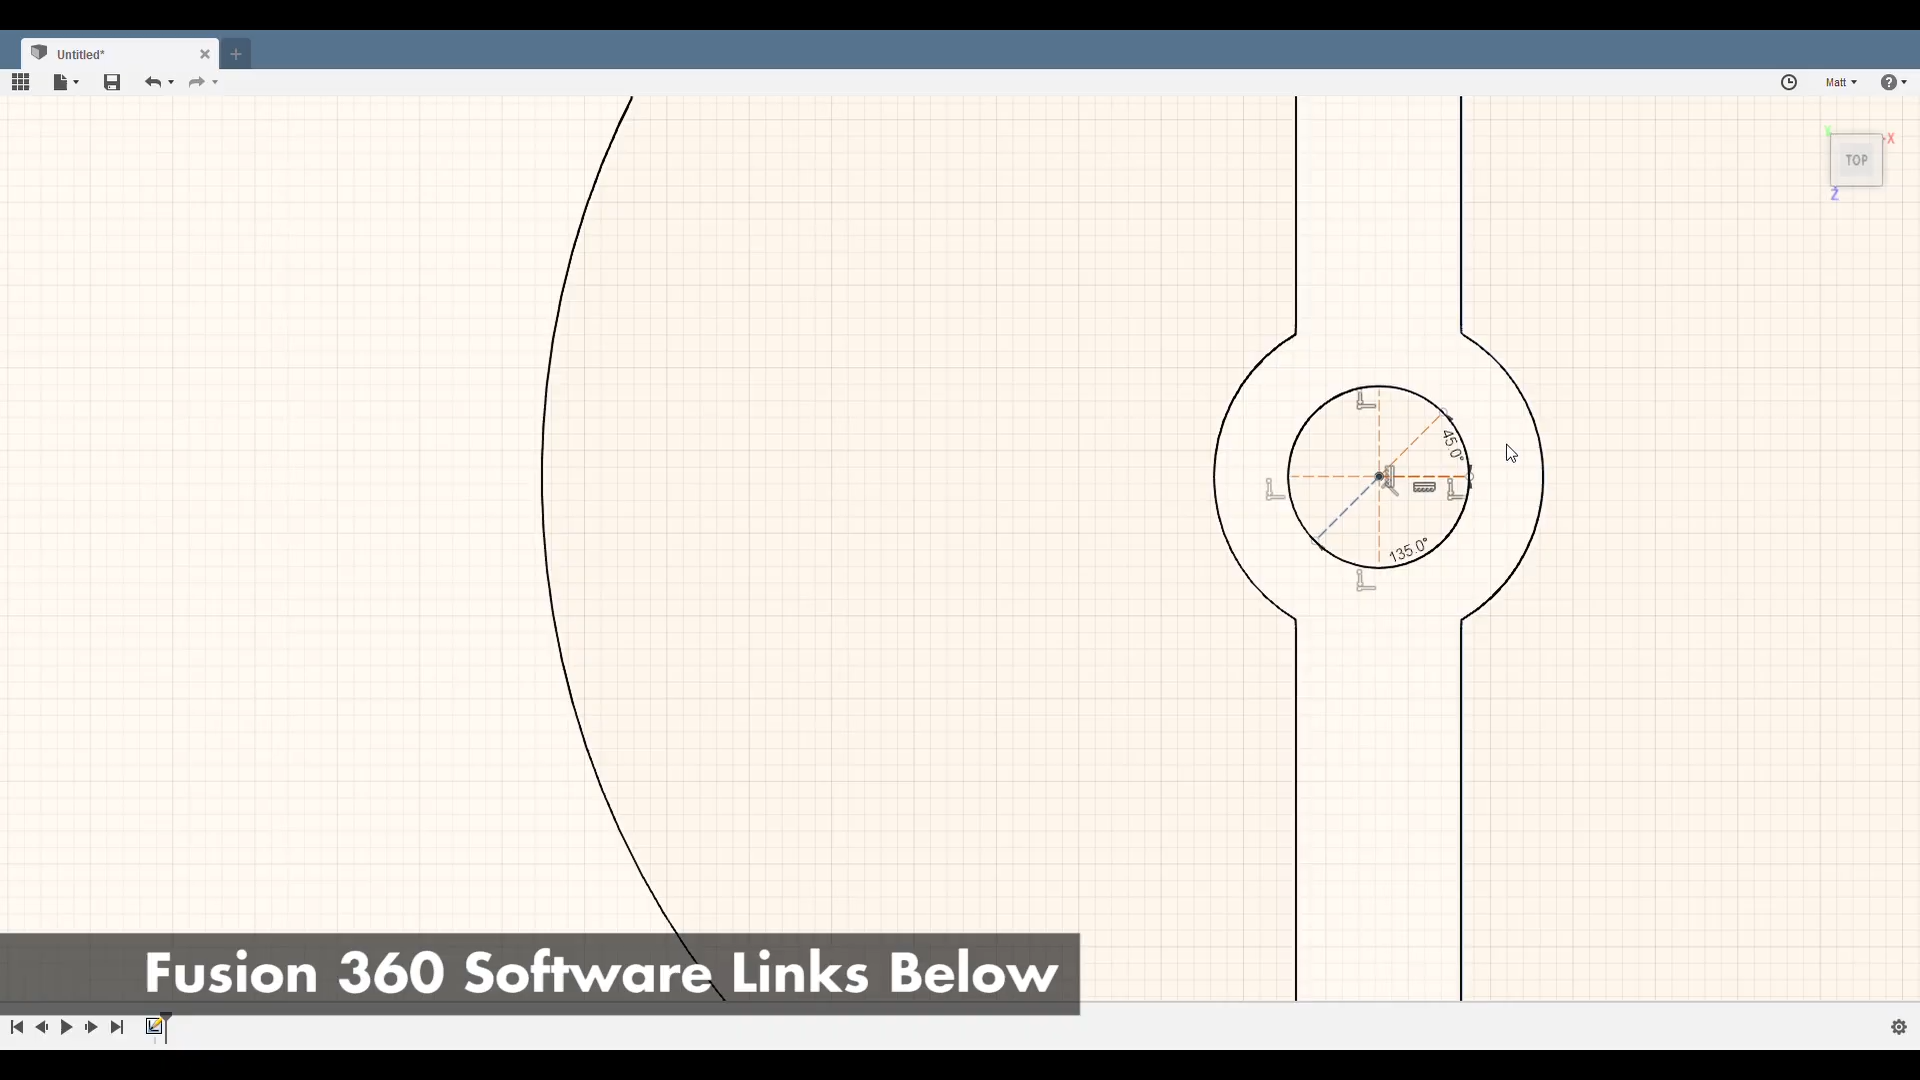 Untitled*
Matt
Y
X
TOP
Z
45.0°
135.0°
Fusion 360 Software Links Below